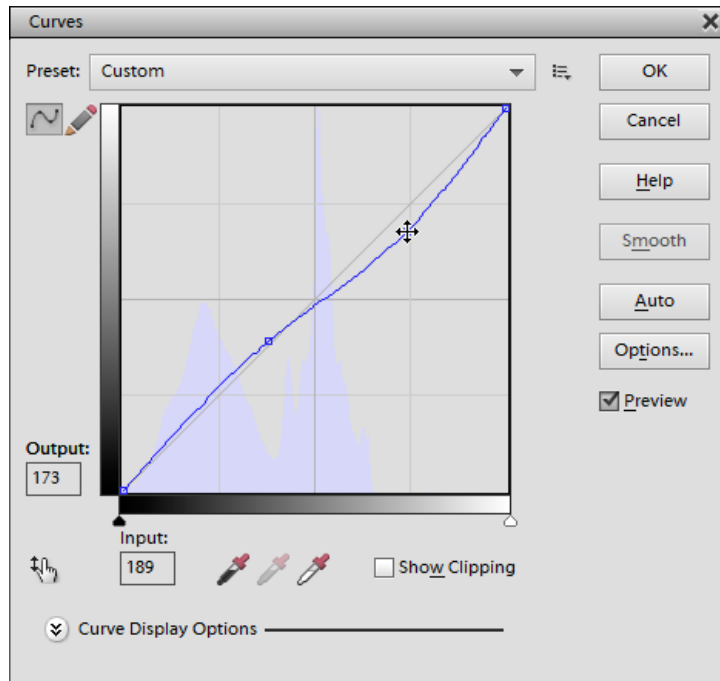 Curves
Preset: Custom
OK
Cancel
Help
Smooth
Auto
Options...
Preview
Output:
173
Input:
189
Show Clipping
Curve Display Options